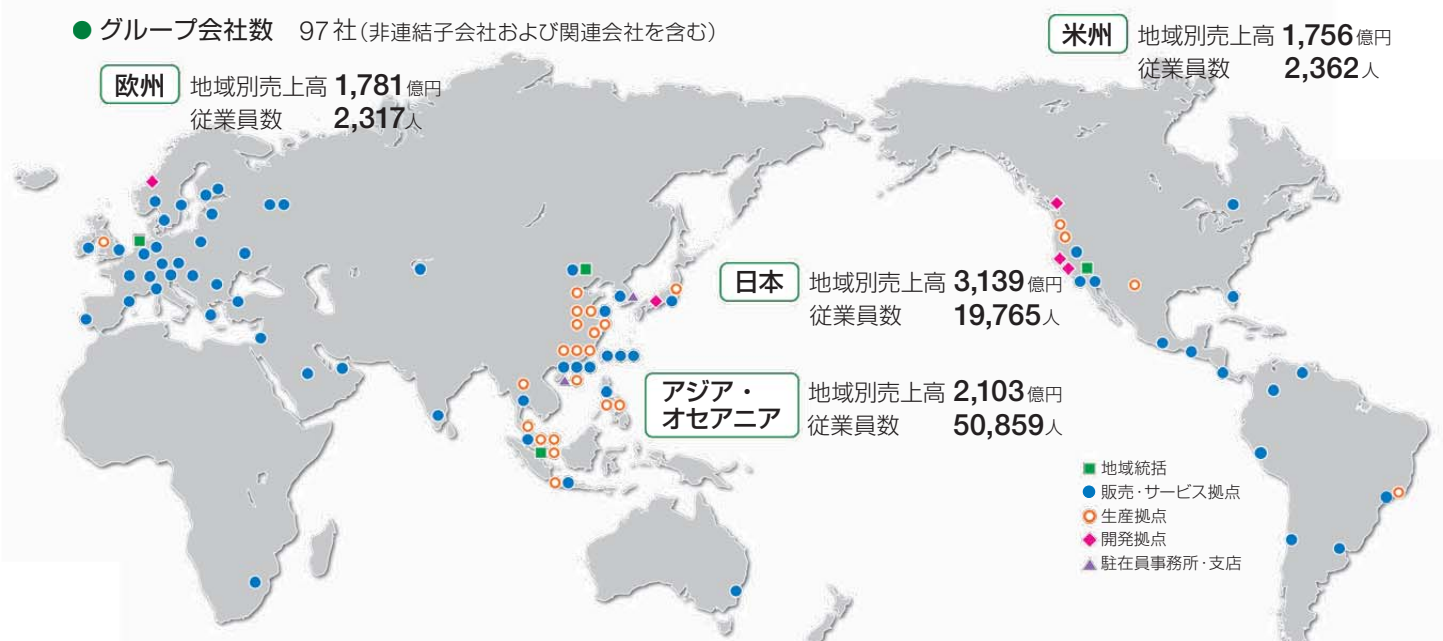 グループ会社数 97社(非連結子会社および関連会社を含む)
米州 地域別売上高 1,756億円
従業員数 2,362人
欧州 地域別売上高 1,781億円
従業員数 2,317人
日本 地域別売上高 3,139億円
従業員数 19,765人
アジア・
オセアニア
地域別売上高 2,103億円
従業員数 50,859人
地域統括
販売・サービス拠点
生産拠点
開発拠点
駐在員事務所・支店